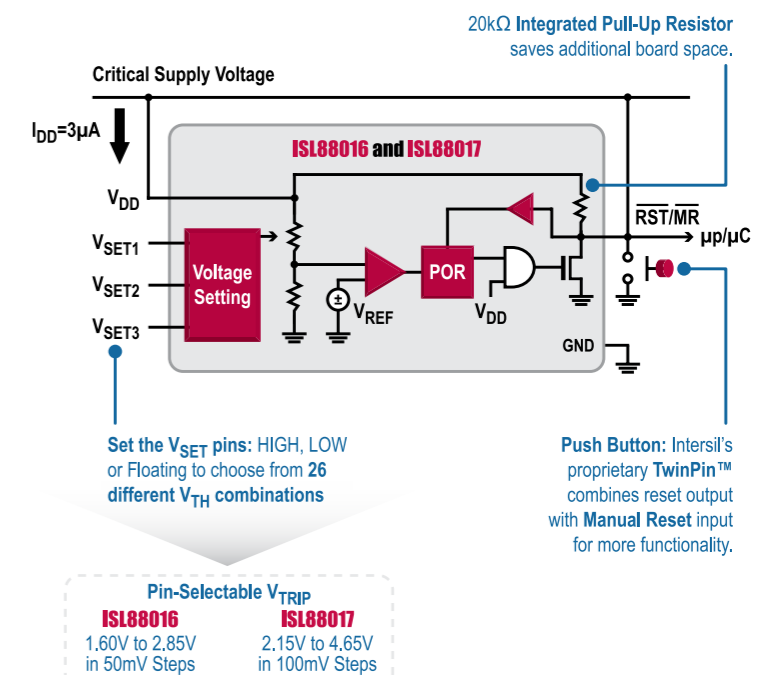 20kΩ Integrated Pull-Up Resistor
saves additional board space.
Critical Supply Voltage
IDD=3µA
ISL88016 and ISL88017
VDD
RST/MR
µp/µC
VSET1
Voltage
Setting
POR
VSET2
±
VREF
VDD
VSET3
GND
Set the VSET pins: HIGH, LOW
or Floating to choose from 26
different VTH combinations
Push Button: Intersil's
proprietary TwinPin™
combines reset output
with Manual Reset input
for more functionality.
Pin-Selectable VTRIP
ISL88016 ISL88017
1.60V to 2.85V 2.15V to 4.65V
in 50mV Steps in 100mV Steps